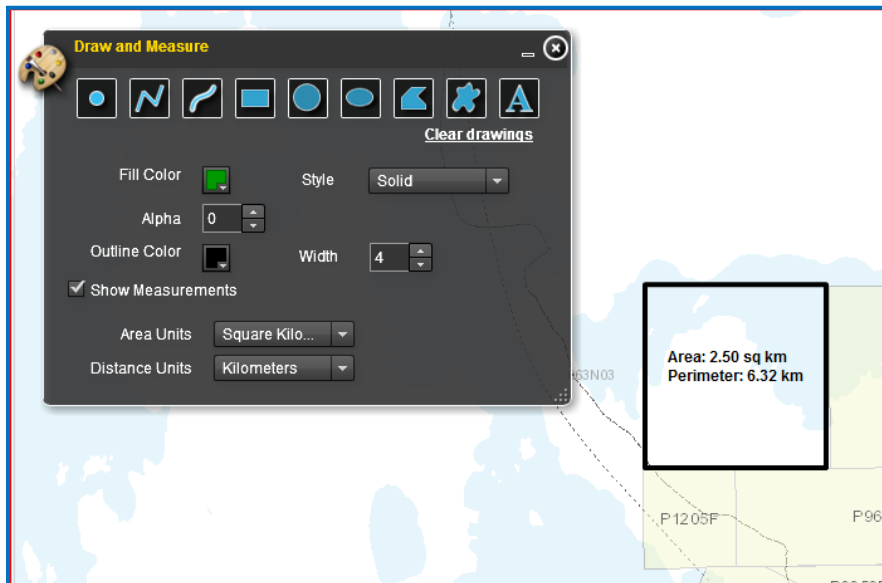 Draw and Measure
A
Clear drawings
Fill Color
Style
Solid
Alpha
0
Outline Color
Width
4
Show Measurements
Area Units
Square Kilo...
Distance Units
Kilometers
63N03
Area: 2.50 sq km
Perimeter: 6.32 km
P1205F
P96